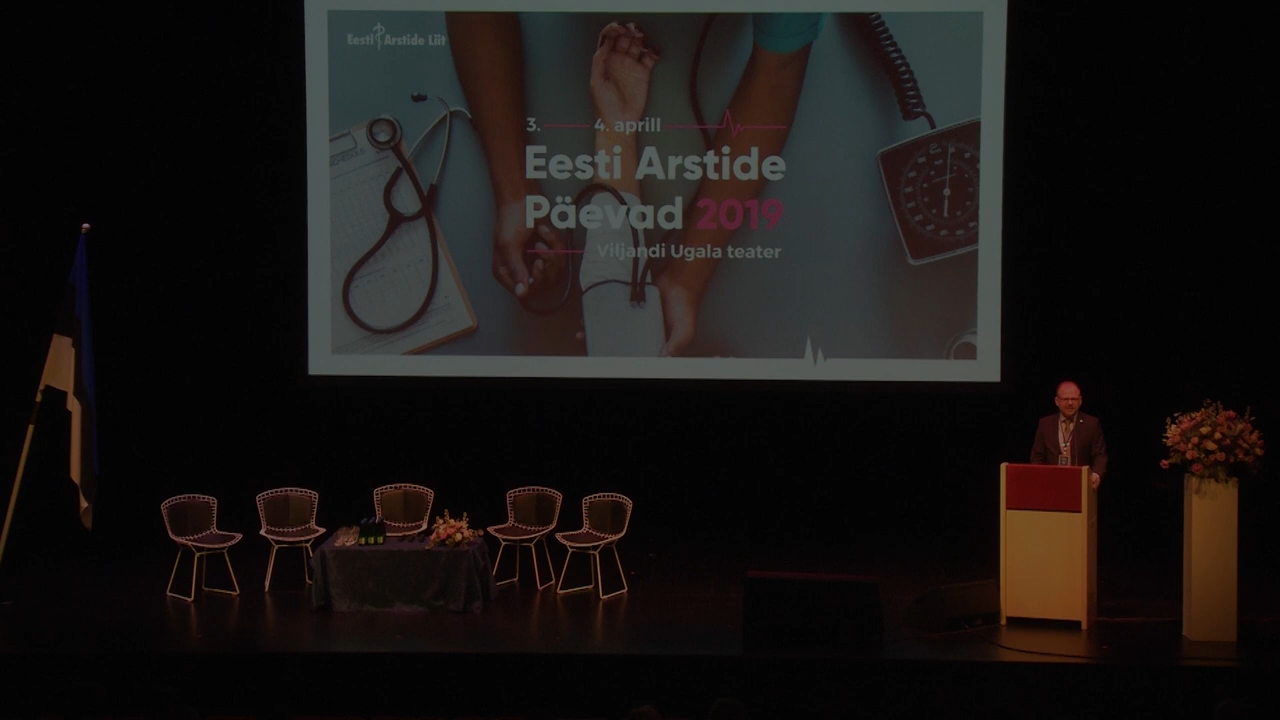 Eesti Arstide Liit
3. 4. aprill
Eesti Arstide
Päevad 2019
Viljandi Ugala teater